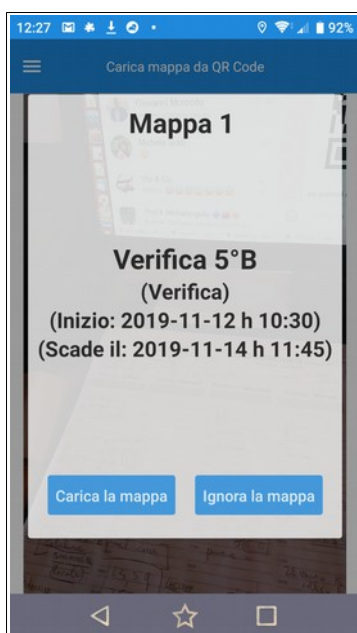 12:27
92%
Carica mappa da QR Code
Mappa 1
Verifica 5°B
(Verifica)
(Inizio: 2019-11-12 h 10:30)
(Scade il: 2019-11-14 h 11:45)
Carica la mappa
Ignora la mappa